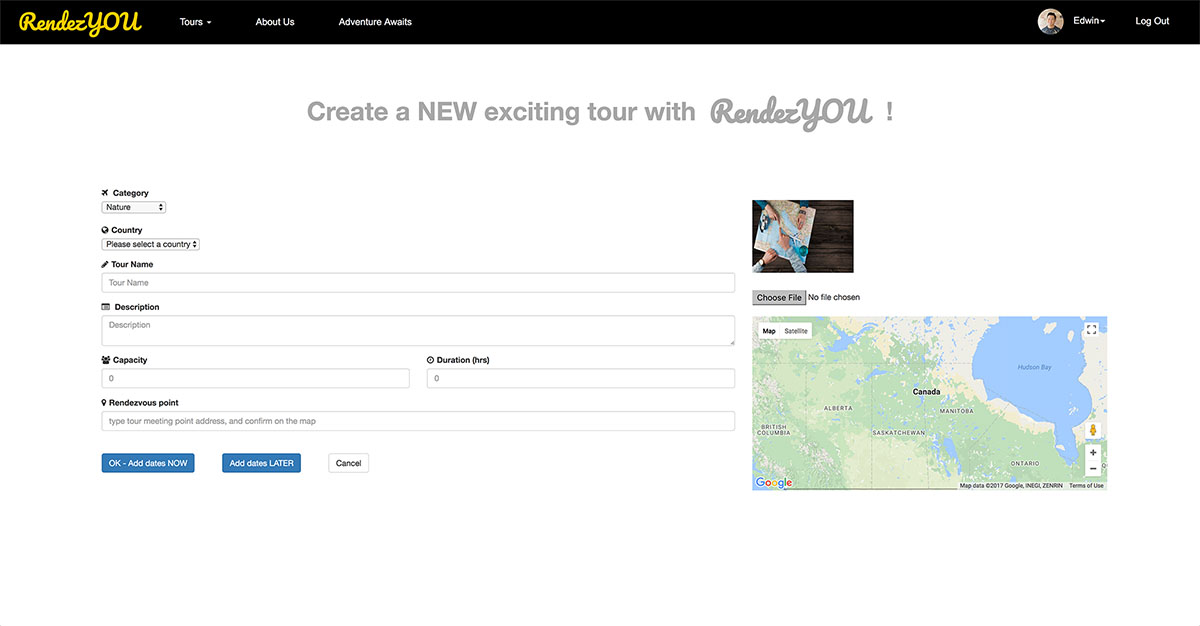 RendezYOU Tours About Us Adventure Awaits Edwin Log Out
Create a NEW exciting tour with RendezYOU !
Category
Nature
Country
Please select a country
Tour Name
Tour Name
Description
Description
Capacity Duration (hrs)
0 0
Rendezvous point
type tour meeting point address, and confirm on the map
OK - Add dates NOW Add dates LATER Cancel
Choose File No file chosen
Map Satellite
Hudson Bay
Canada
ALBERTA
MANITOBA
BRITISH
COLUMBIA
SASKATCHEWAN
ONTARIO
Google Map data ©2017 Google, INEGI, ZENRIN Terms of Use